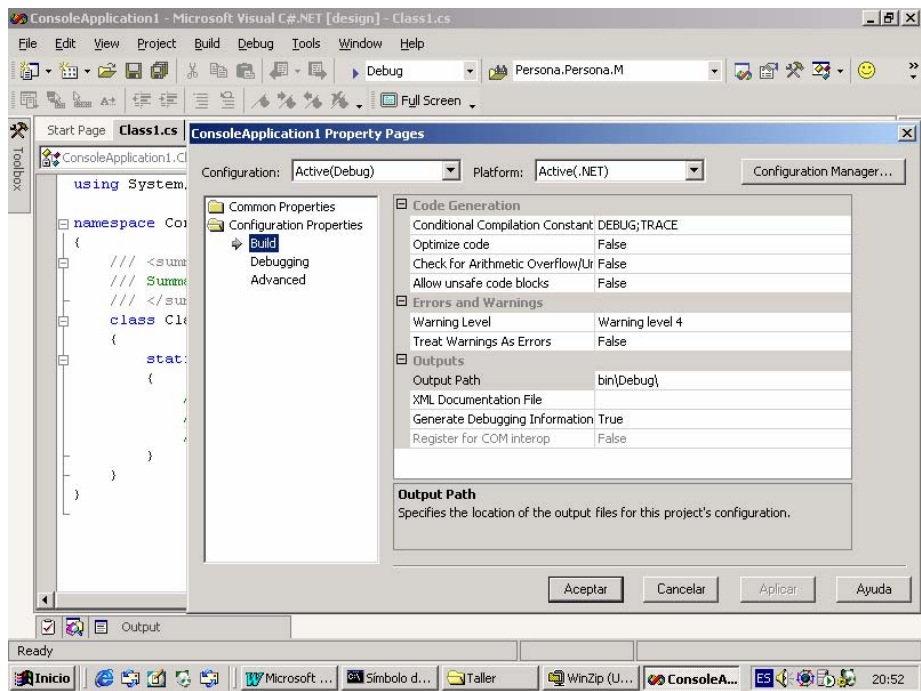 ConsoleApplication1 - Microsoft Visual C#.NET [design] - Class1.cs
File Edit View Project Build Debug Tools Window Help
Debug Persona.Persona.M
Full Screen
Toolbox
Start Page Class1.cs
ConsoleApplication1.Cl
using System
namespace Con
{
/// <summ
/// Summa
/// </sum
class Cla
{
stat
{
}
}
}
ConsoleApplication1 Property Pages
Configuration: Active(Debug) Platform: Active(.NET) Configuration Manager...
Common Properties
Configuration Properties
Build
Debugging
Advanced
Code Generation
Conditional Compilation Constant DEBUG;TRACE
Optimize code False
Check for Arithmetic Overflow/Ur False
Allow unsafe code blocks False
Errors and Warnings
Warning Level Warning level 4
Treat Warnings As Errors False
Outputs
Output Path bin\Debug\
XML Documentation File
Generate Debugging Information True
Register for COM interop False
Output Path
Specifies the location of the output files for this project's configuration.
Aceptar Cancelar Aplicar Ayuda
Output
Ready
Inicio Microsoft ... Símbolo d... Taller WinZip (U... ConsoleA... ES 20:52